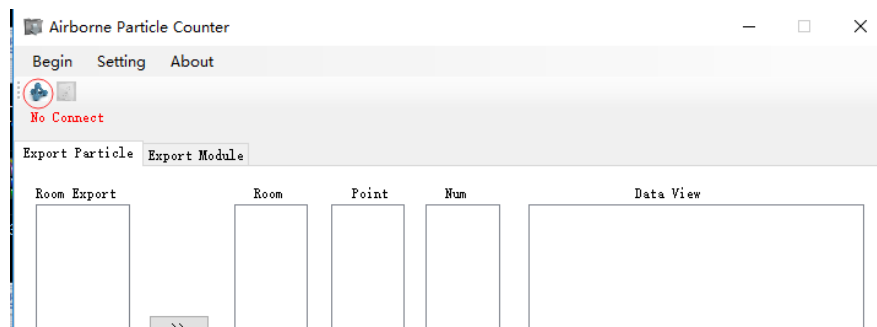 Airborne Particle Counter
Begin Setting About
No Connect
Export Particle Export Module
Room Export Room Point Num Data View
>>